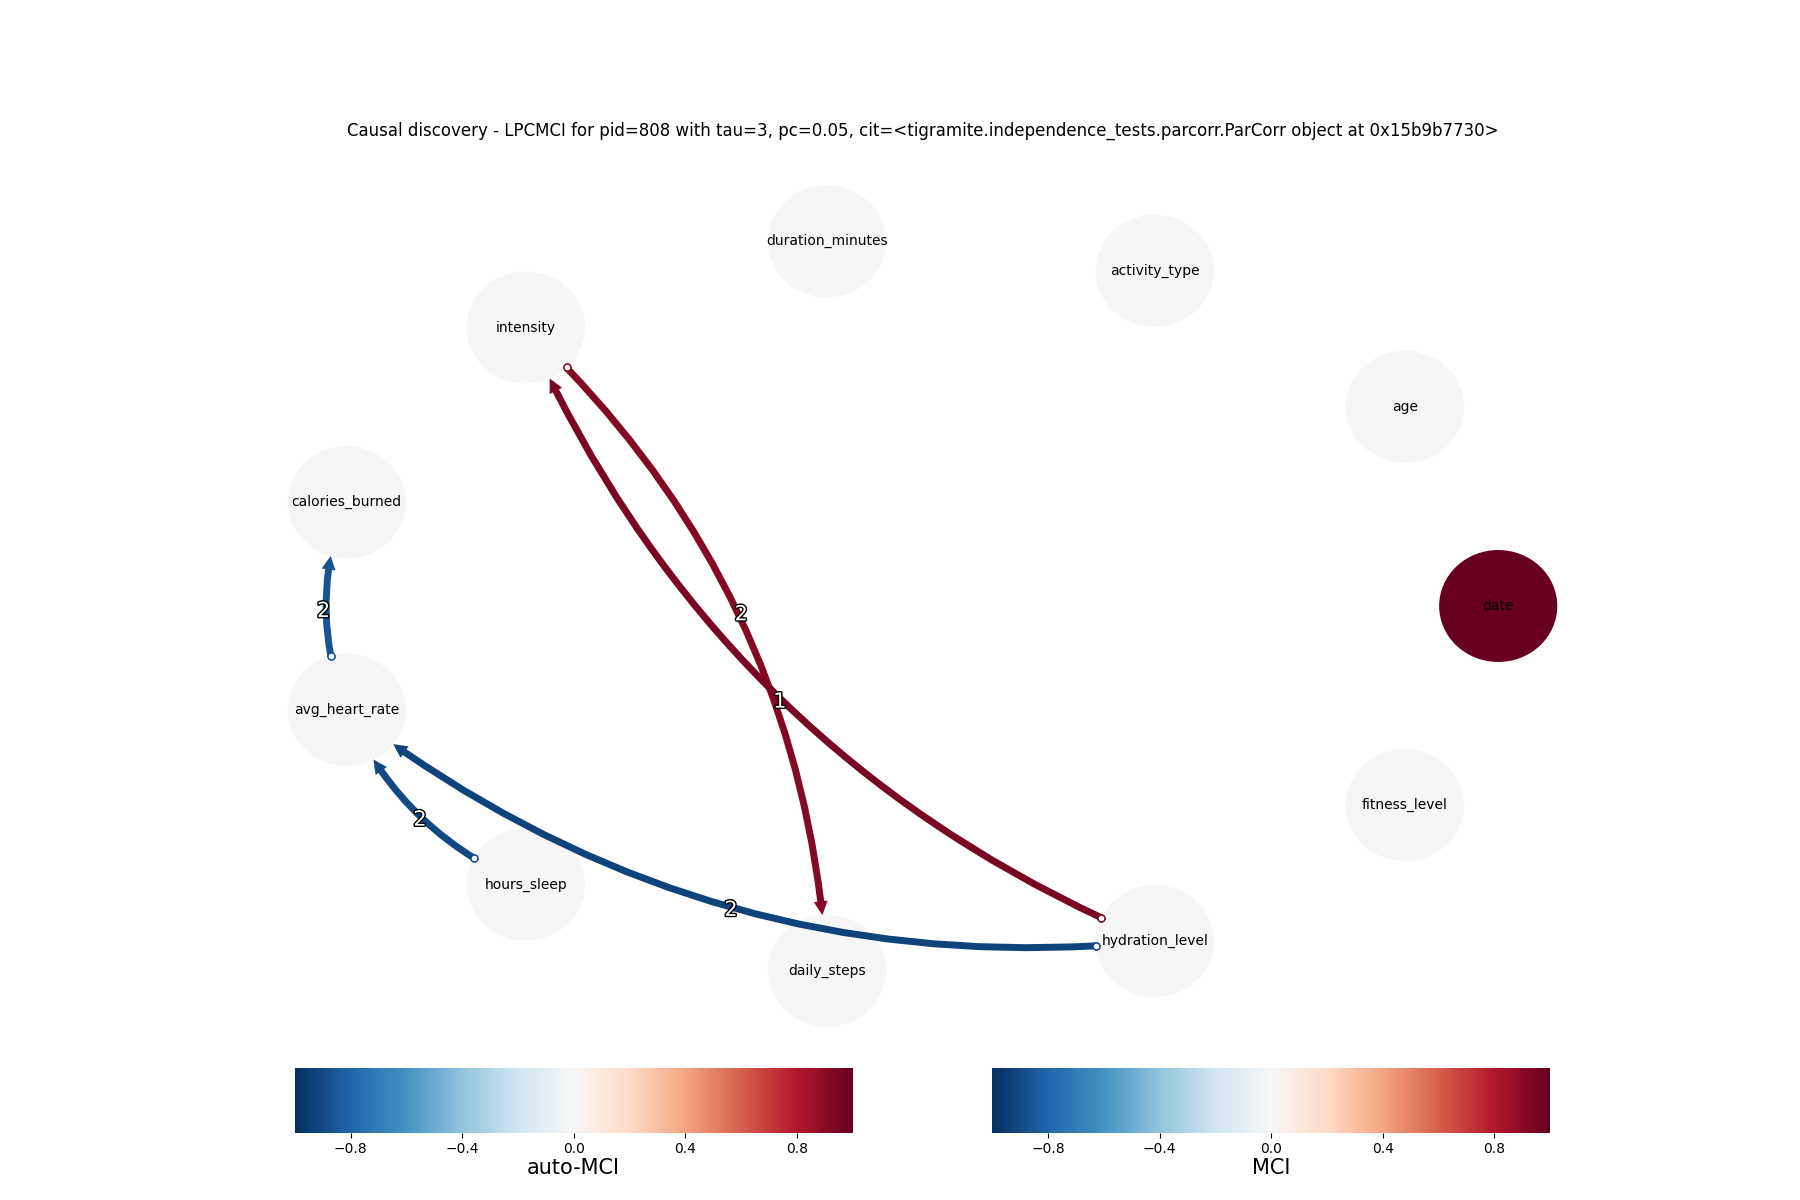 Causal discovery - LPCMCI for pid=808 with tau=3, pc=0.05, cit=<tigramite.independence_tests.parcorr.ParCorr object at 0x15b9b7730>
duration_minutes
activity_type
intensity
age
calories_burned
date
2
2
1
avg_heart_rate
fitness_level
2
hours_sleep
2
hydration_level
daily_steps
−0.8 −0.4 0.0 0.4 0.8
auto-MCI
−0.8 −0.4 0.0 0.4 0.8
MCI